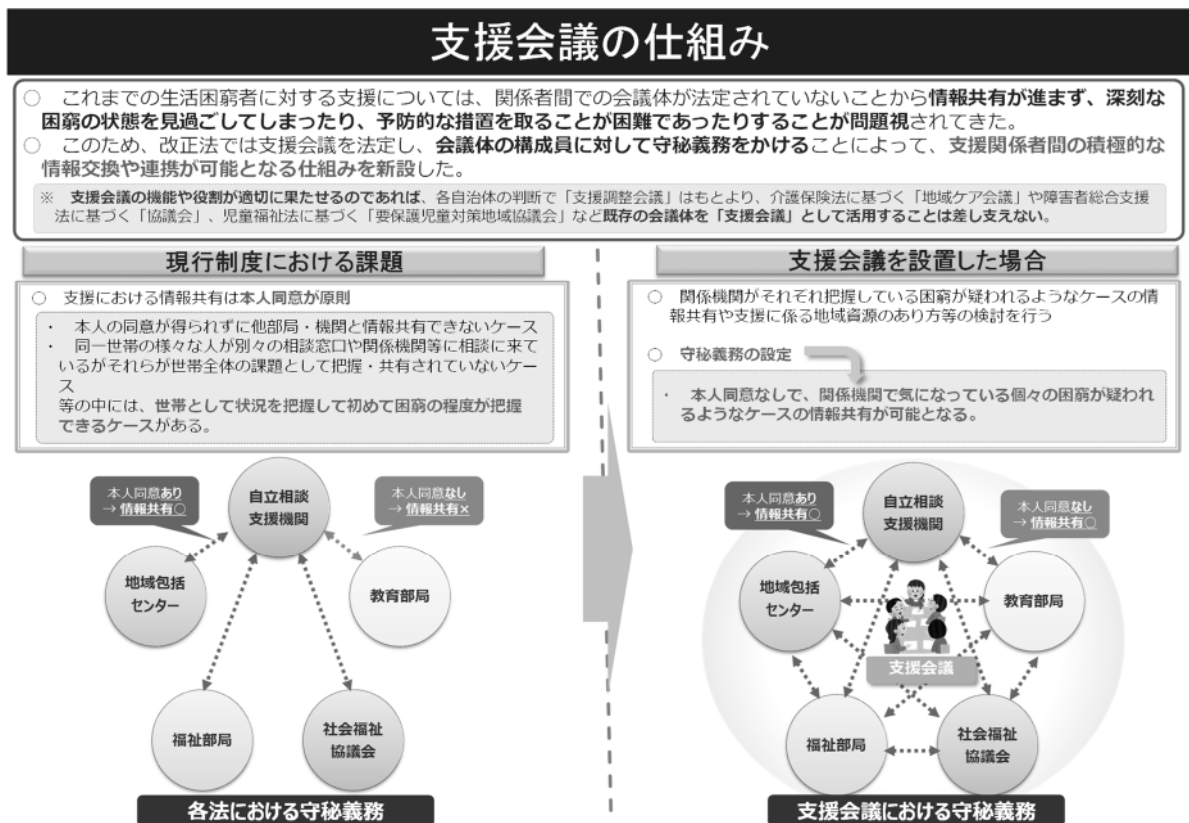 支援会議の仕組み
○　これまでの生活困窮者に対する支援については、関係者間での会議体が法定されていないことから情報共有が進まず、深刻な
困窮の状態を見過ごしてしまったり、予防的な措置を取ることが困難であったりすることが問題視されてきた。
○　このため、改正法では支援会議を法定し、会議体の構成員に対して守秘義務をかけることによって、支援関係者間の積極的な
情報交換や連携が可能となる仕組みを新設した。
※　支援会議の機能や役割が適切に果たせるのであれば、各自治体の判断で「支援調整会議」はもとより、介護保険法に基づく「地域ケア会議」や障害者総合支援
法に基づく「協議会」、児童福祉法に基づく「要保護児童対策地域協議会」など既存の会議体を「支援会議」として活用することは差し支えない。
現行制度における課題
○　支援における情報共有は本人同意が原則
・　本人の同意が得られずに他部局・機関と情報共有できないケース
・　同一世帯の様々な人が別々の相談窓口や関係機関等に相談に来て
いるがそれらが世帯全体の課題として把握・共有されていないケー
ス
等の中には、世帯として状況を把握して初めて困窮の程度が把握
できるケースがある。
本人同意あり
→ 情報共有○
自立相談
支援機関
本人同意なし
→ 情報共有×
地域包括
センター
教育部局
福祉部局
社会福祉
協議会
各法における守秘義務
支援会議を設置した場合
○　関係機関がそれぞれ把握している困窮が疑われるようなケースの情
報共有や支援に係る地域資源のあり方等の検討を行う
○　守秘義務の設定
・　本人同意なしで、関係機関で気になっている個々の困窮が疑われ
るようなケースの情報共有が可能となる。
本人同意あり
→ 情報共有○
自立相談
支援機関
本人同意なし
→ 情報共有○
地域包括
センター
教育部局
支援会議
福祉部局
社会福祉
協議会
支援会議における守秘義務